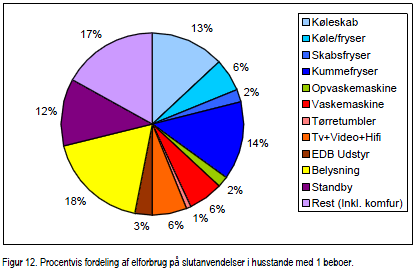 17%
13%
6%
2%
14%
2%
6%
1%
6%
3%
18%
12%
Køleskab
Køle/fryser
Skabsfryser
Kummefryser
Opvaskemaskine
Vaskemaskine
Tørretumbler
Tv+Video+Hifi
EDB Udstyr
Belysning
Standby
Rest (Inkl. komfur)
Figur 12. Procentvis fordeling af elforbrug på slutanvendelser i husstande med 1 beboer.